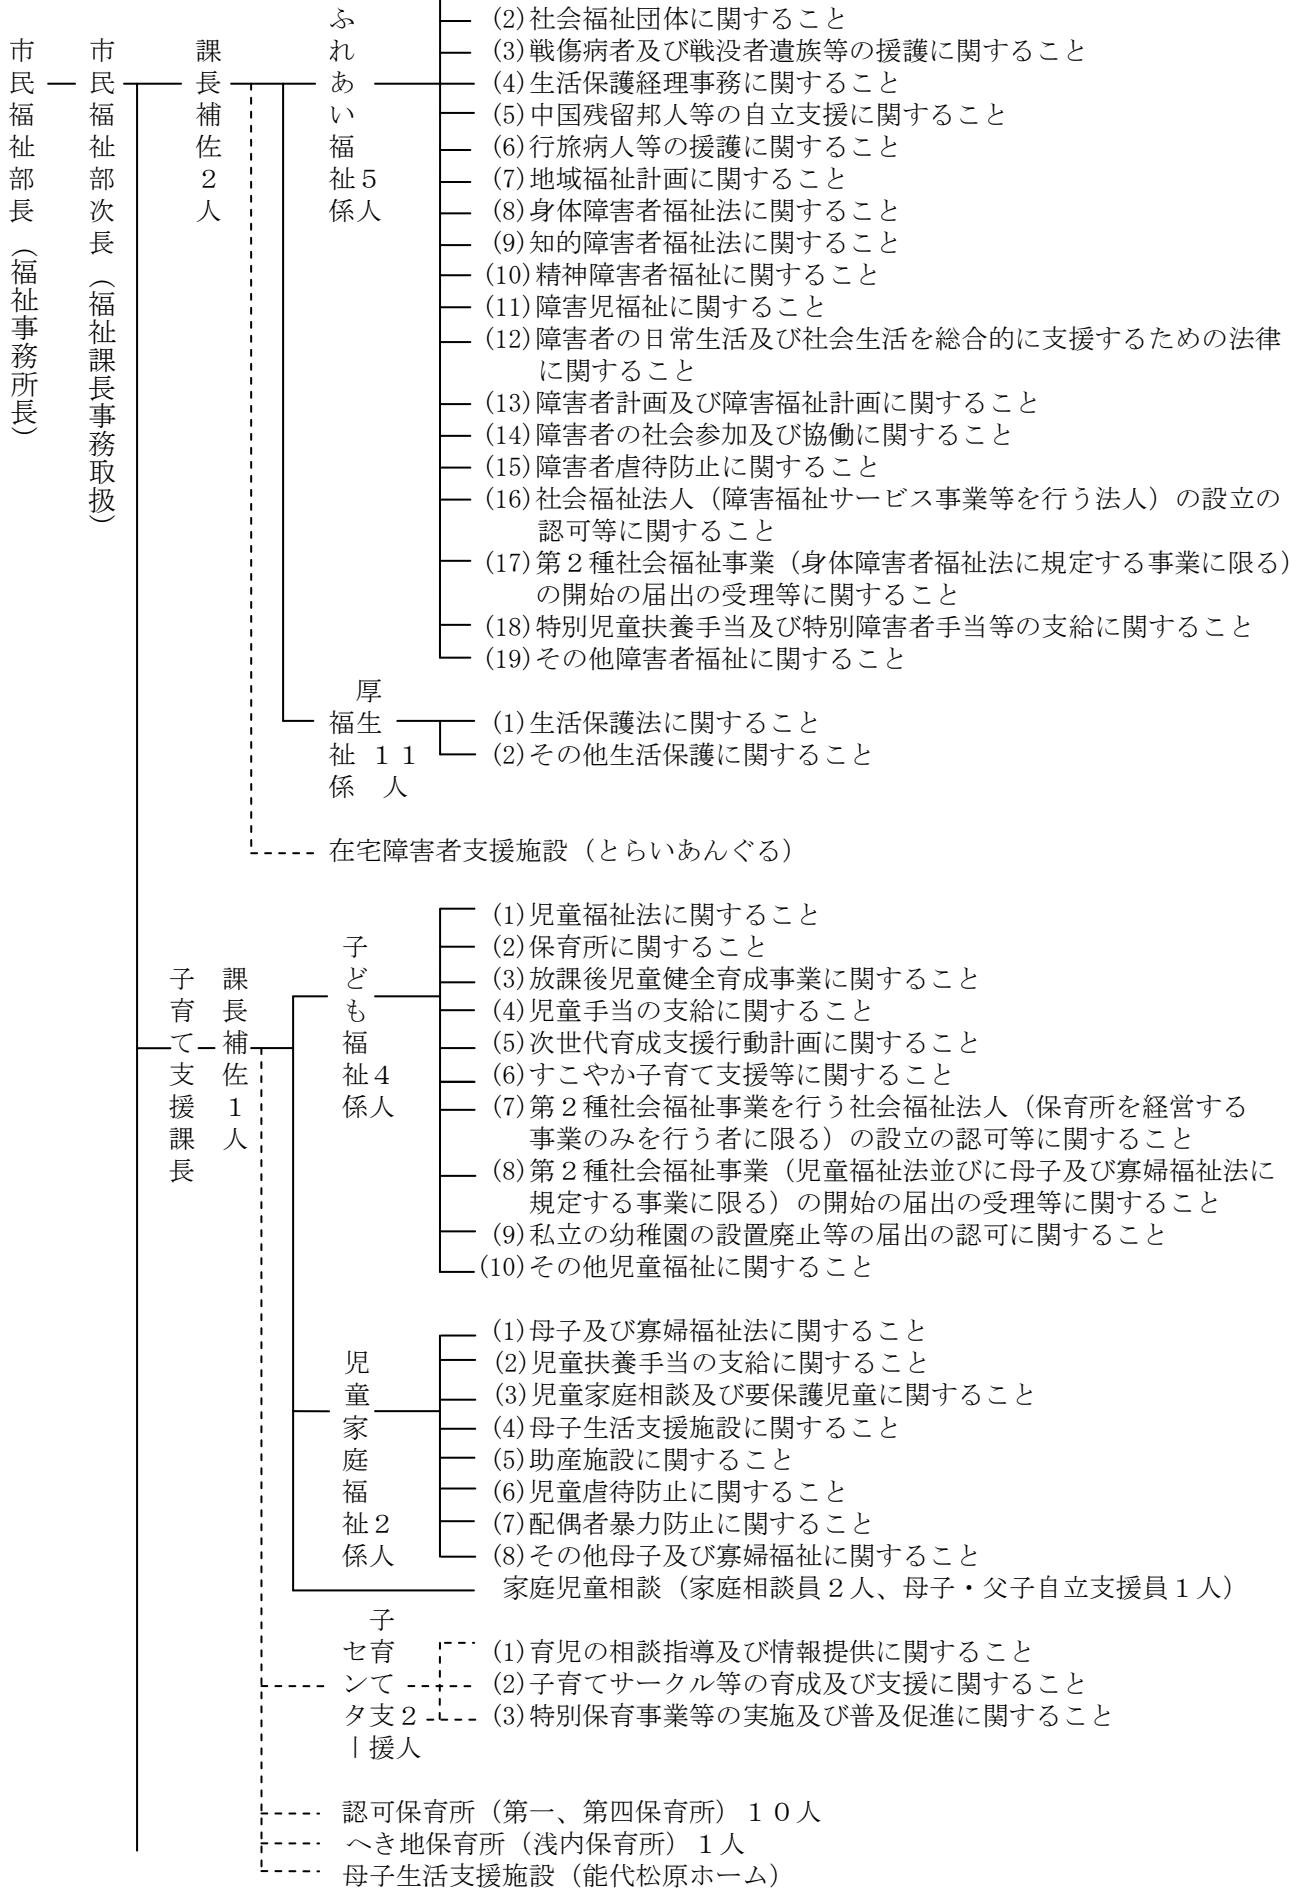 市民福祉部長（福祉事務所長）
市民福祉部次長（福祉課長事務取扱）
課長補佐２人
ふれあい福祉係
５人
(2)社会福祉団体に関すること
(3)戦傷病者及び戦没者遺族等の援護に関すること
(4)生活保護経理事務に関すること
(5)中国残留邦人等の自立支援に関すること
(6)行旅病人等の援護に関すること
(7)地域福祉計画に関すること
(8)身体障害者福祉法に関すること
(9)知的障害者福祉法に関すること
(10)精神障害者福祉に関すること
(11)障害児福祉に関すること
(12)障害者の日常生活及び社会生活を総合的に支援するための法律
に関すること
(13)障害者計画及び障害福祉計画に関すること
(14)障害者の社会参加及び協働に関すること
(15)障害者虐待防止に関すること
(16)社会福祉法人（障害福祉サービス事業等を行う法人）の設立の
認可等に関すること
(17)第２種社会福祉事業（身体障害者福祉法に規定する事業に限る）
の開始の届出の受理等に関すること
(18)特別児童扶養手当及び特別障害者手当等の支給に関すること
(19)その他障害者福祉に関すること
厚生
福祉係
１１人
(1)生活保護法に関すること
(2)その他生活保護に関すること
在宅障害者支援施設（とらいあんぐる）
子育て支援課長
課長補佐１人
子ども福祉係
４人
(1)児童福祉法に関すること
(2)保育所に関すること
(3)放課後児童健全育成事業に関すること
(4)児童手当の支給に関すること
(5)次世代育成支援行動計画に関すること
(6)すこやか子育て支援等に関すること
(7)第２種社会福祉事業を行う社会福祉法人（保育所を経営する
事業のみを行う者に限る）の設立の認可等に関すること
(8)第２種社会福祉事業（児童福祉法並びに母子及び寡婦福祉法に
規定する事業に限る）の開始の届出の受理等に関すること
(9)私立の幼稚園の設置廃止等の届出の認可に関すること
(10)その他児童福祉に関すること
児童家庭福祉係
２人
(1)母子及び寡婦福祉法に関すること
(2)児童扶養手当の支給に関すること
(3)児童家庭相談及び要保護児童に関すること
(4)母子生活支援施設に関すること
(5)助産施設に関すること
(6)児童虐待防止に関すること
(7)配偶者暴力防止に関すること
(8)その他母子及び寡婦福祉に関すること
家庭児童相談（家庭相談員２人、母子・父子自立支援員１人）
子育て支援
センター
２人
(1)育児の相談指導及び情報提供に関すること
(2)子育てサークル等の育成及び支援に関すること
(3)特別保育事業等の実施及び普及促進に関すること
認可保育所（第一、第四保育所）１０人
へき地保育所（浅内保育所）１人
母子生活支援施設（能代松原ホーム）